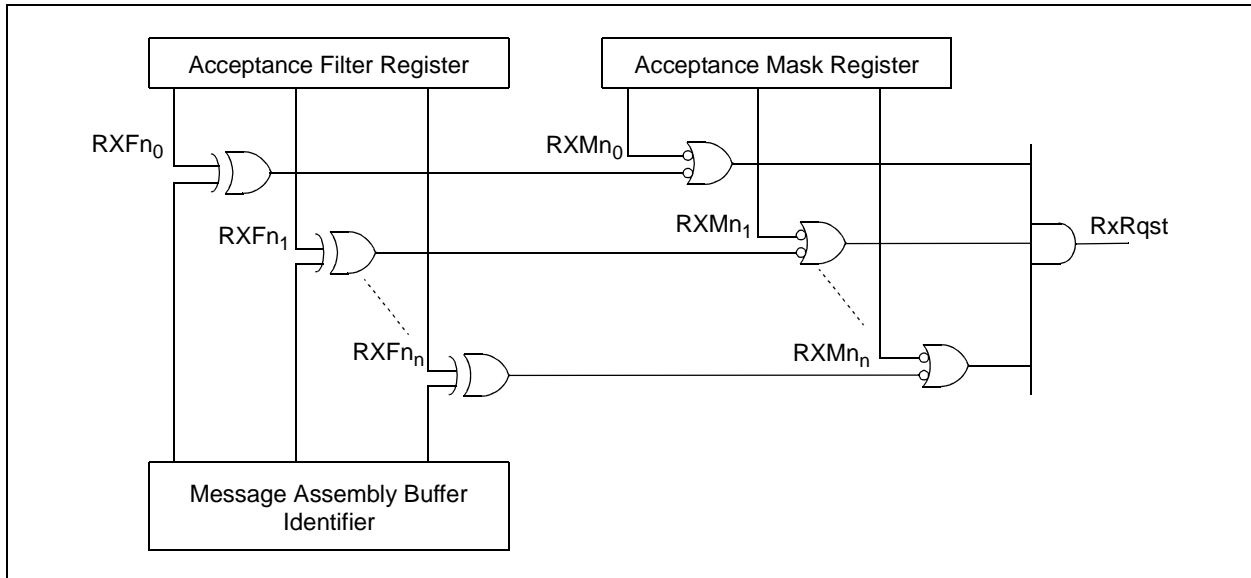 Acceptance Filter Register
Acceptance Mask Register
RXFn0
RXMn0
RXFn1
RXMn1
RxRqst
RXFnn
RXMnn
Message Assembly Buffer
Identifier